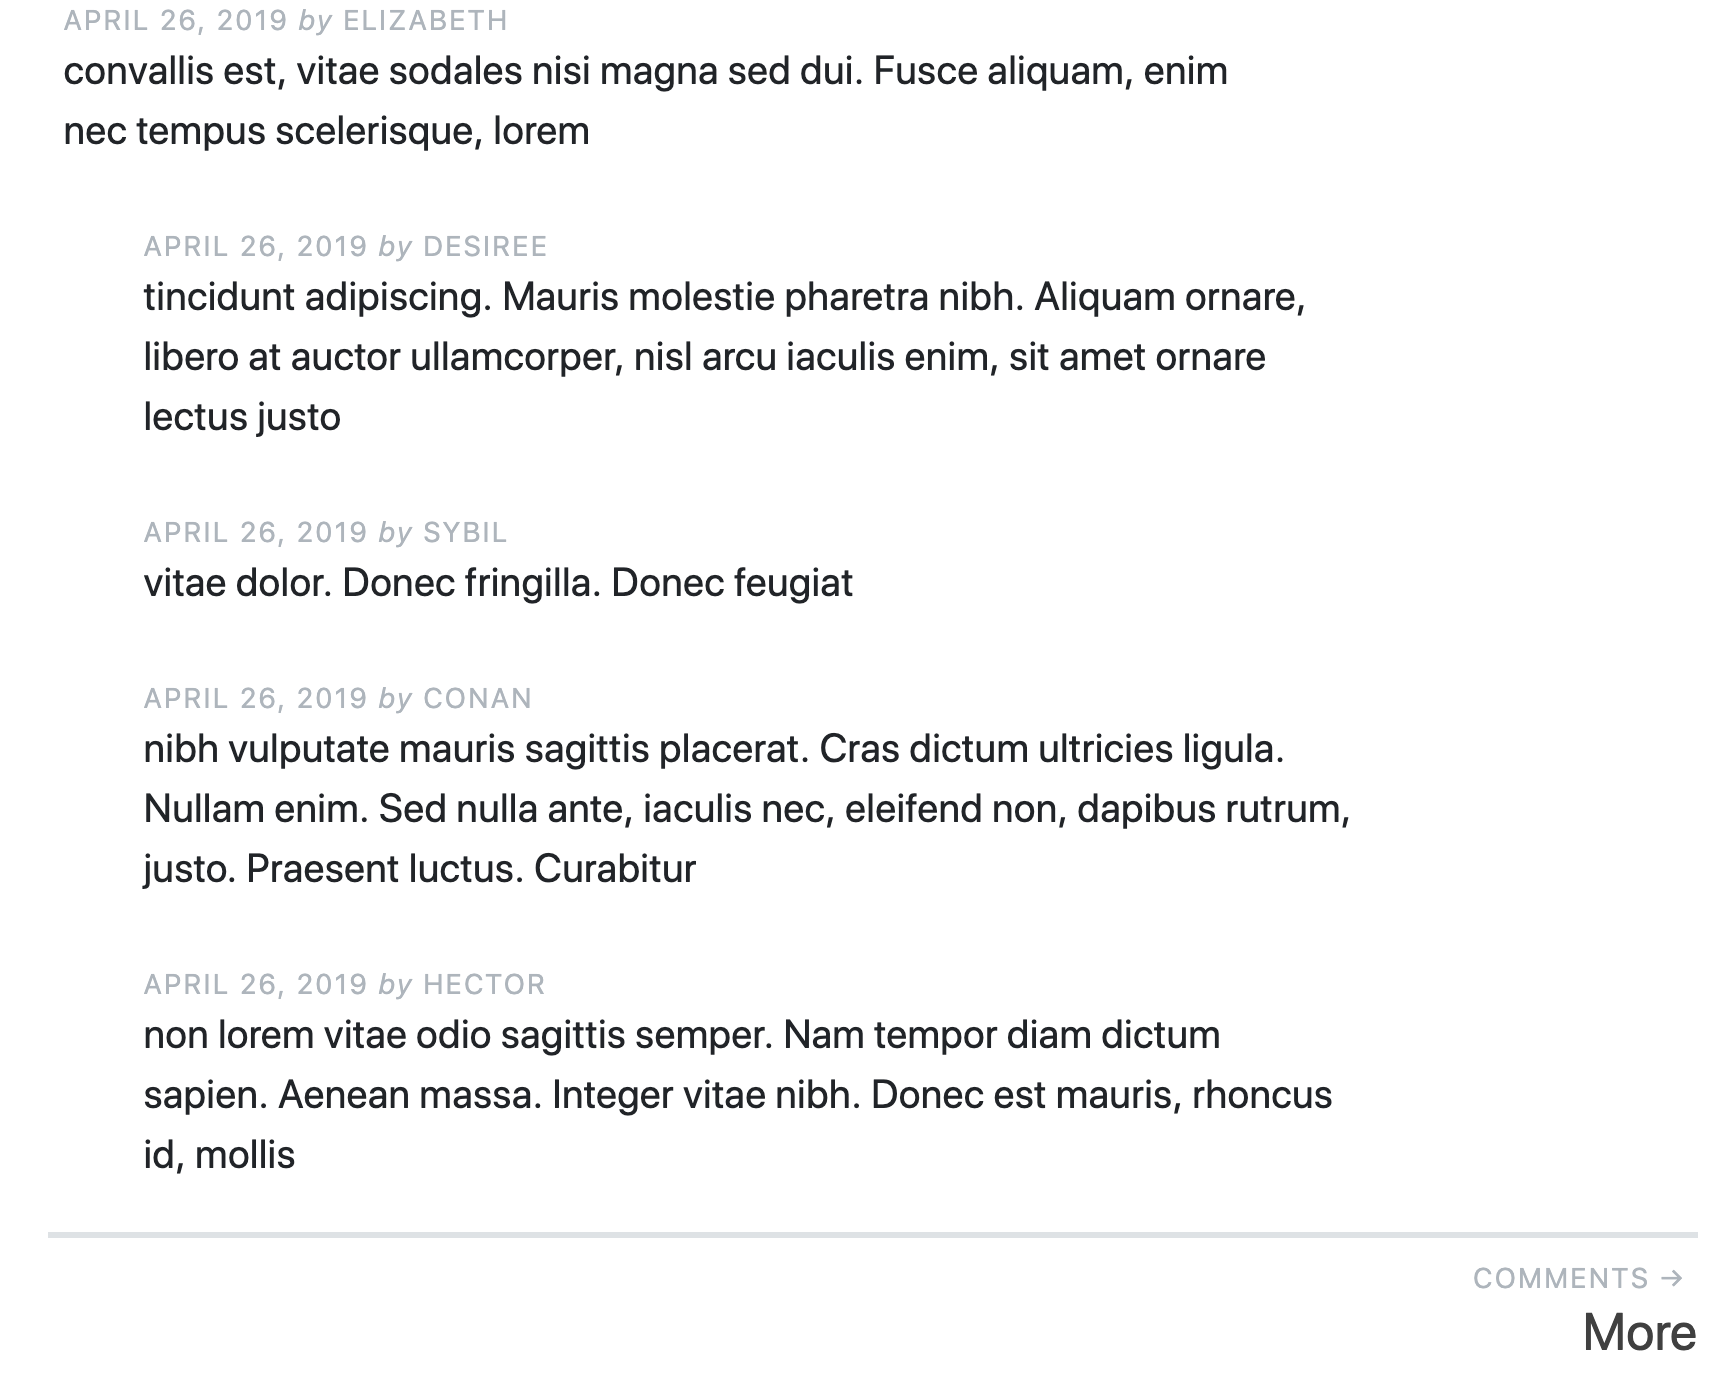 APRIL 26, 2019 by ELIZABETH
convallis est, vitae sodales nisi magna sed dui. Fusce aliquam, enim
nec tempus scelerisque, lorem
APRIL 26, 2019 by DESIREE
tincidunt adipiscing. Mauris molestie pharetra nibh. Aliquam ornare,
libero at auctor ullamcorper, nisl arcu iaculis enim, sit amet ornare
lectus justo
APRIL 26, 2019 by SYBIL
vitae dolor. Donec fringilla. Donec feugiat
APRIL 26, 2019 by CONAN
nibh vulputate mauris sagittis placerat. Cras dictum ultricies ligula.
Nullam enim. Sed nulla ante, iaculis nec, eleifend non, dapibus rutrum,
justo. Praesent luctus. Curabitur
APRIL 26, 2019 by HECTOR
non lorem vitae odio sagittis semper. Nam tempor diam dictum
sapien. Aenean massa. Integer vitae nibh. Donec est mauris, rhoncus
id, mollis
COMMENTS →
More